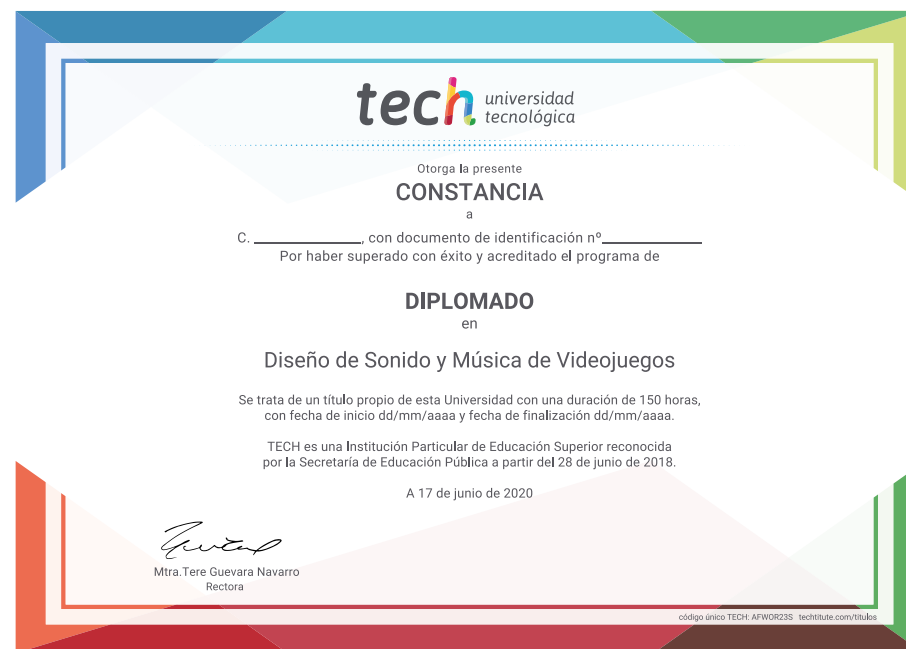 tech universidad
tecnológica
Otorga la presente
CONSTANCIA
a
C. ____________, con documento de identificación nº____________
Por haber superado con éxito y acreditado el programa de
DIPLOMADO
en
Diseño de Sonido y Música de Videojuegos
Se trata de un título propio de esta Universidad con una duración de 150 horas,
con fecha de inicio dd/mm/aaaa y fecha de finalización dd/mm/aaaa.
TECH es una Institución Particular de Educación Superior reconocida
por la Secretaría de Educación Pública a partir del 28 de junio de 2018.
A 17 de junio de 2020
Mtra.Tere Guevara Navarro
Rectora
código único TECH: AFWOR23S techtitute.com/titulos